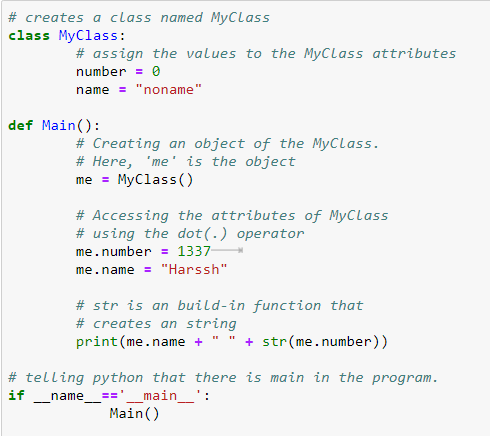 # creates a class named MyClass
class MyClass:
        # assign the values to the MyClass attributes
        number = 0
        name = "noname"

def Main():
        # Creating an object of the MyClass.
        # Here, 'me' is the object
        me = MyClass()

        # Accessing the attributes of MyClass
        # using the dot(.) operator
        me.number = 1337
        me.name = "Harssh"

        # str is an build-in function that
        # creates an string
        print(me.name + " " + str(me.number))

# telling python that there is main in the program.
if __name__=='__main__':
            Main()